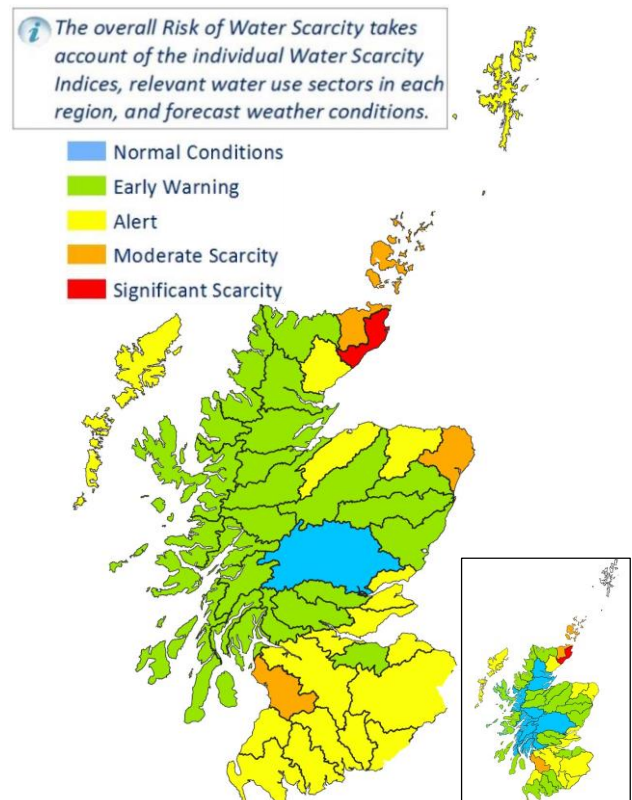 The overall Risk of Water Scarcity takes
account of the individual Water Scarcity
Indices, relevant water use sectors in each
region, and forecast weather conditions.
Normal Conditions
Early Warning
Alert
Moderate Scarcity
Significant Scarcity